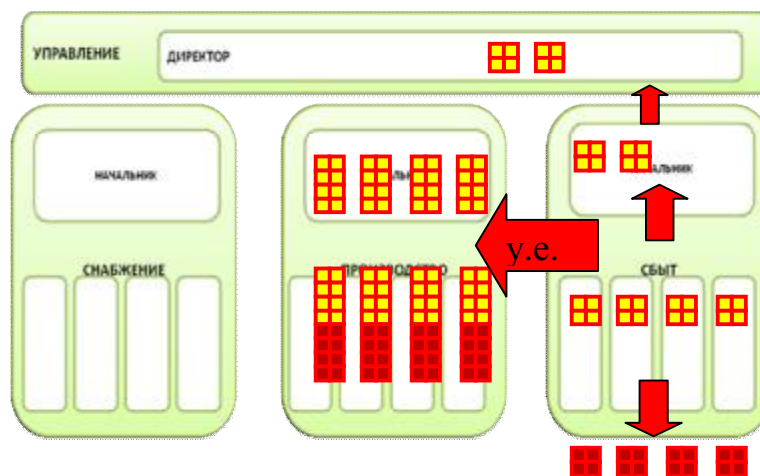 УПРАВЛЕНИЕ
ДИРЕКТОР
НАЧАЛЬНИК
у.е.
СНАБЖЕНИЕ
СБЫТ